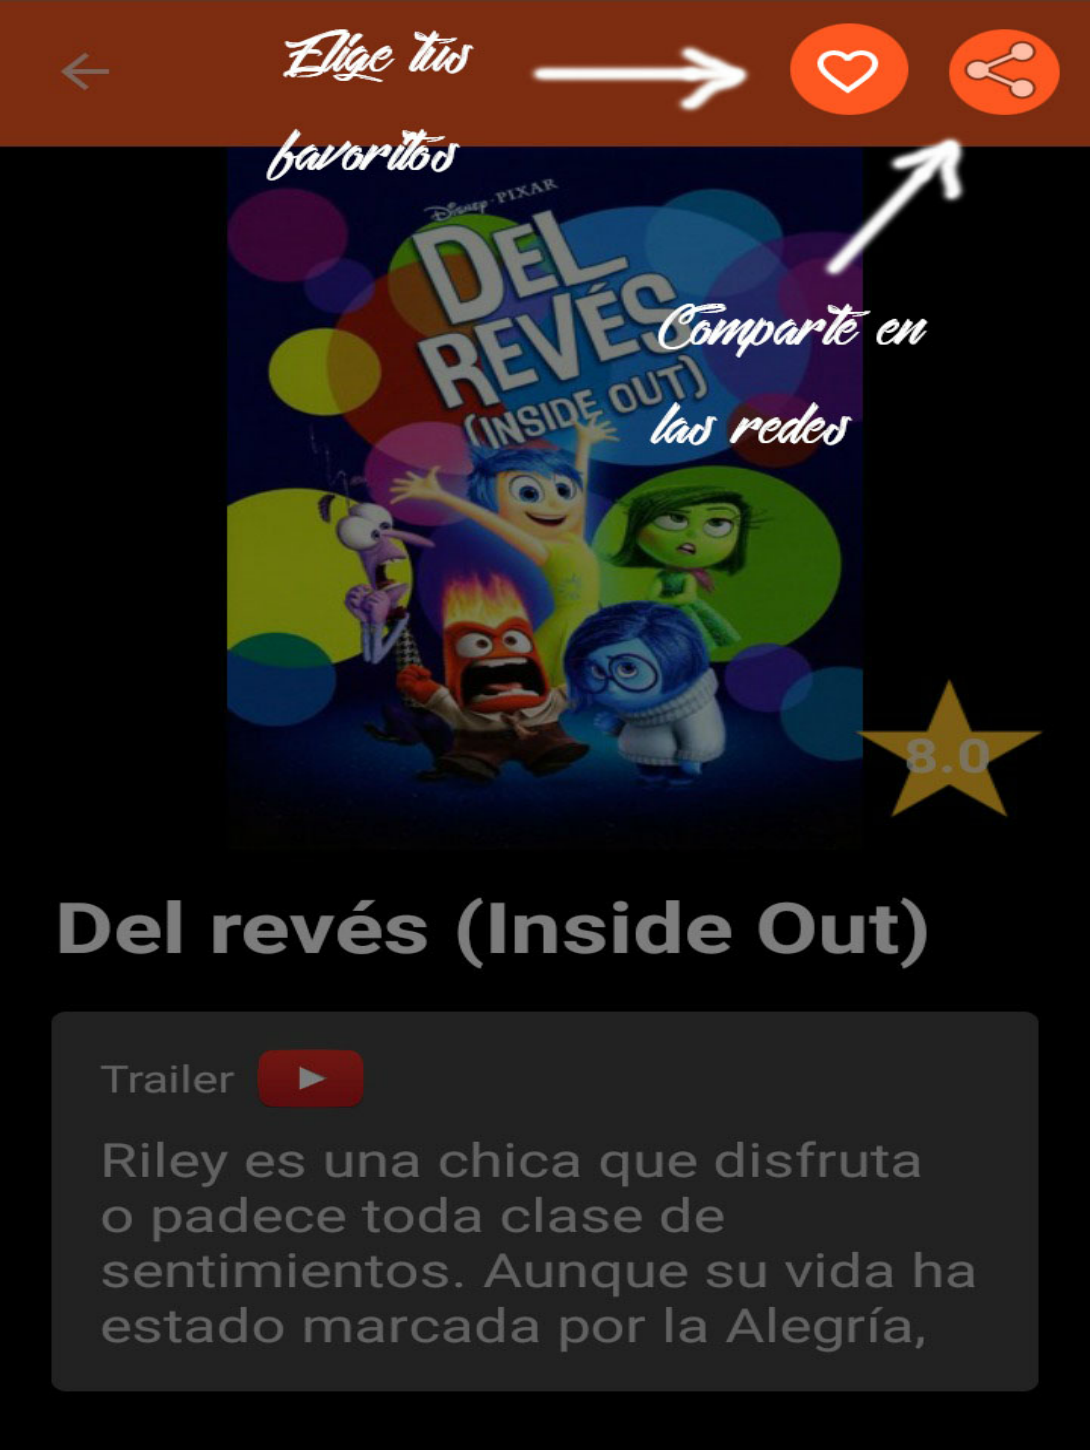 Elige tus
favoritos
Disney·PIXAR
DEL
REVÉS
(INSIDE OUT)
Comparte en
las redes
8.0
Del revés (Inside Out)
Trailer
Riley es una chica que disfruta
o padece toda clase de
sentimientos. Aunque su vida ha
estado marcada por la Alegría,